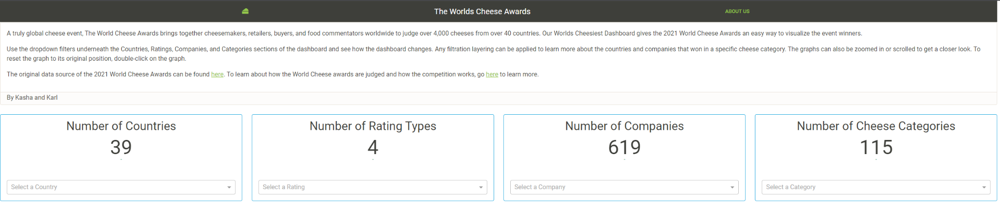 The Worlds Cheese Awards
ABOUT US
A truly global cheese event, The World Cheese Awards brings together cheesemakers, retailers, buyers, and food commentators worldwide to judge over 4,000 cheeses from over 40 countries. Our Worlds Cheesiest Dashboard gives the 2021 World Cheese Awards an easy way to visualize the event winners.
Use the dropdown filters underneath the Countries, Ratings, Companies, and Categories sections of the dashboard and see how the dashboard changes. Any filtration layering can be applied to learn more about the countries and companies that won in a specific cheese category. The graphs can also be zoomed in or scrolled to get a closer look. To
reset the graph to its original position, double-click on the graph.
The original data source of the 2021 World Cheese Awards can be found here. To learn about how the World Cheese awards are judged and how the competition works, go here to learn more.
By Kasha and Karl
Number of Countries
39
-
Select a Country
Number of Rating Types
4
-
Select a Rating
Number of Companies
619
-
Select a Company
Number of Cheese Categories
115
-
Select a Category